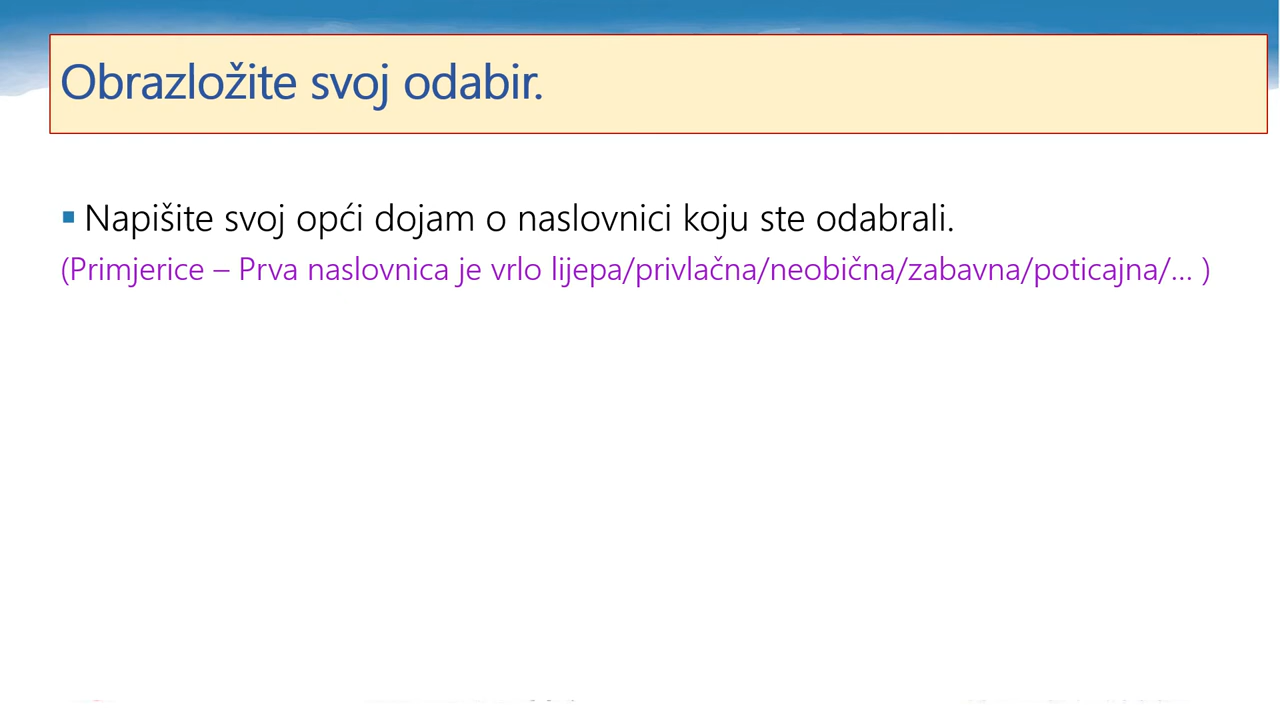 Obrazložite svoj odabir.
Napišite svoj opći dojam o naslovnici koju ste odabrali.
(Primjerice – Prva naslovnica je vrlo lijepa/privlačna/neobična/zabavna/poticajna/... )